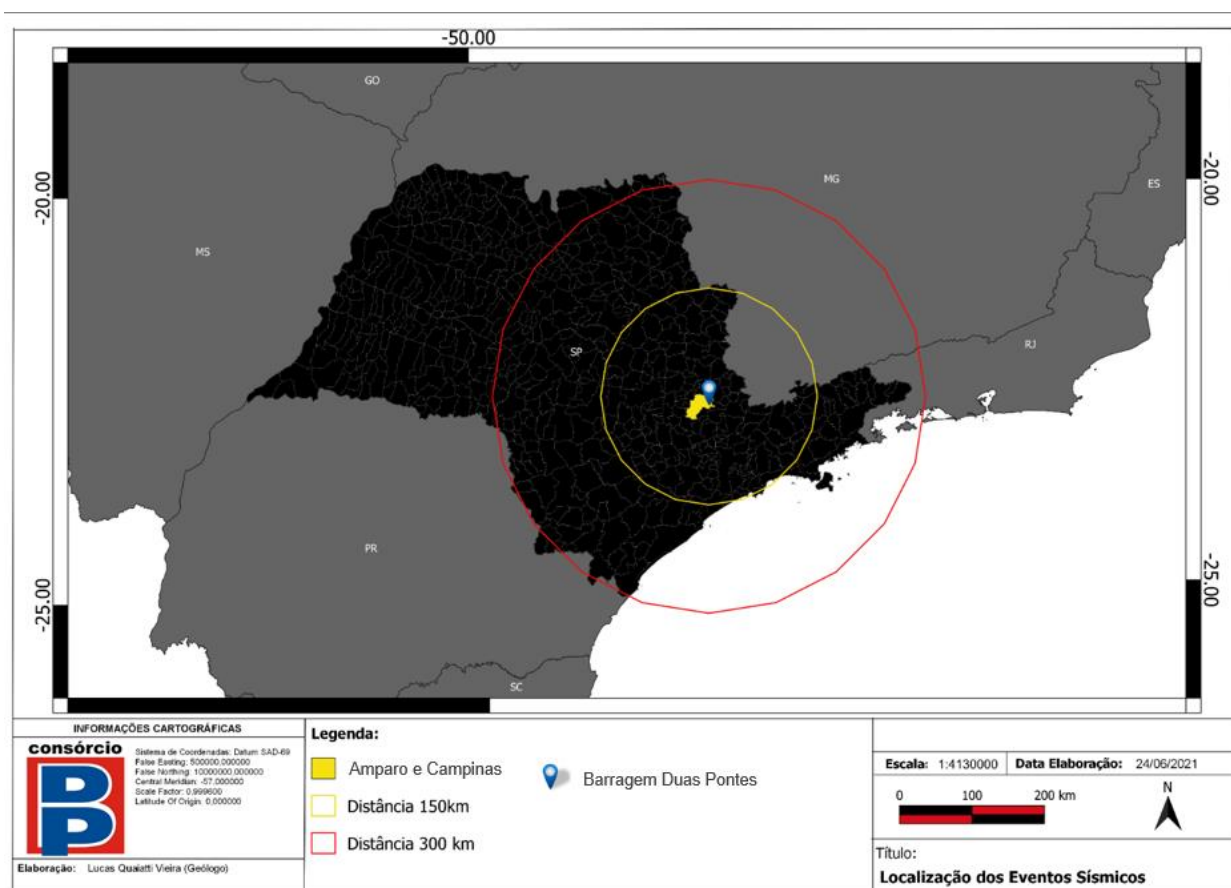 -50.00
GO
MG
ES
-20.00
-20.00
MS
SP
RJ
PR
-25.00
-25.00
SC
INFORMAÇÕES CARTOGRÁFICAS
consórcio
BP
Sistema de Coordenadas: Datum SAD-69
False Easting: 500000,000000
False Northing: 10000000,000000
Central Meridian: -57,000000
Scale Factor: 0,999600
Latitude Of Origin: 0,000000
Elaboração: Lucas Quaiatti Vieira (Geólogo)
Legenda:
Amparo e Campinas
Barragem Duas Pontes
Distância 150km
Distância 300 km
Escala: 1:4130000 Data Elaboração: 24/06/2021
0 100 200 km
N
Título:
Localização dos Eventos Sísmicos